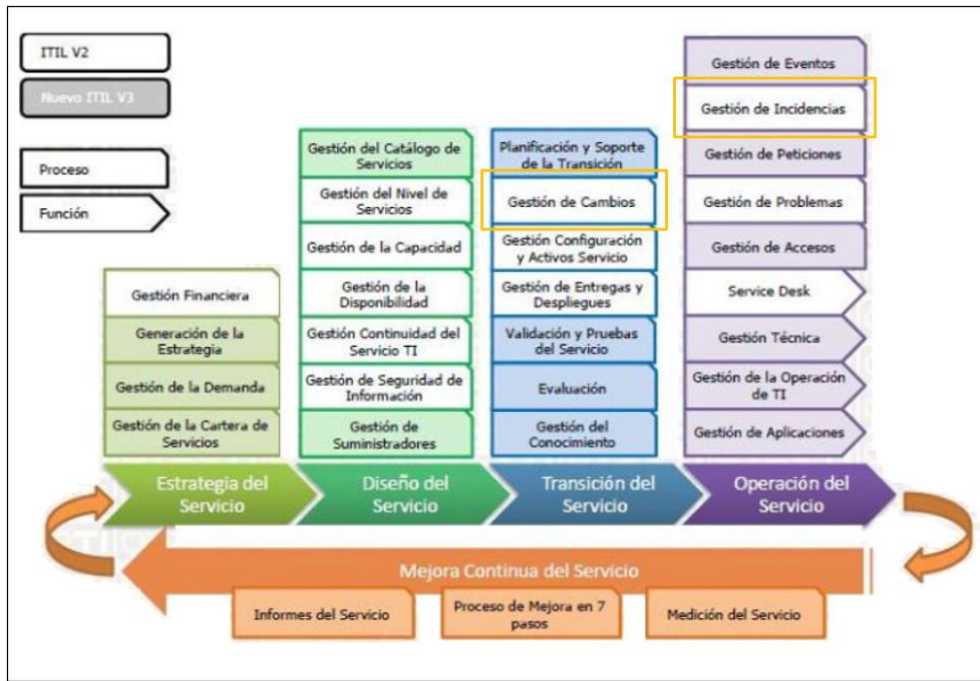 ITIL V2
Nuevo ITIL V3
Proceso
Función
Gestión Financiera
Generación de la
Estrategia
Gestión de la Demanda
Gestión de la Cartera de
Servicios
Gestión del Catálogo de
Servicios
Gestión del Nivel de
Servicios
Gestión de la Capacidad
Gestión de la
Disponibilidad
Gestión Continuidad del
Servicio TI
Gestión de Seguridad de
Información
Gestión de
Suministradores
Planificación y Soporte
de la Transición
Gestión de Cambios
Gestión Configuración
y Activos Servicio
Gestión de Entregas y
Despliegues
Validación y Pruebas
del Servicio
Evaluación
Gestión del
Conocimiento
Gestión de Eventos
Gestión de Incidencias
Gestión de Peticiones
Gestión de Problemas
Gestión de Accesos
Service Desk
Gestión Técnica
Gestión de la Operación
de TI
Gestión de Aplicaciones
Estrategia del
Servicio
Diseño del
Servicio
Transición del
Servicio
Operación del
Servicio
Mejora Continua del Servicio
Informes del Servicio
Proceso de Mejora en 7
pasos
Medición del Servicio